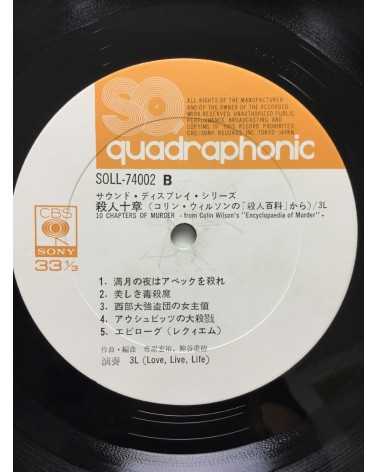 SQ
quadraphonic
ALL RIGHTS OF THE MANUFACTURER
AND OF THE OWNER OF THE RECORDED
WORK RESERVED. UNAUTHORIZED PUBLIC
PERFORMANCE, BROADCASTING AND
COPYING OF THIS RECORD PROHIBITED.
CBS/SONY RECORDS INC. TOKYO JAPAN
SOLL-74002 B
サウンド・ディスプレイ・シリーズ
殺人十章 (コリン・ウィルソンの「殺人百科」から)/3L
10 CHAPTERS OF MURDER -from Colin Wilson's "Encyclopaedia of Murder"-
CBS
SONY
33 1/3
1. 満月の夜はアベックを殺れ
2. 美しき毒殺魔
3. 西部大強盗団の女主領
4. アウシュビッツの大殺戮
5. エピローグ (レクィエム)
作曲・編曲
演奏 3L (Love, Live, Life)